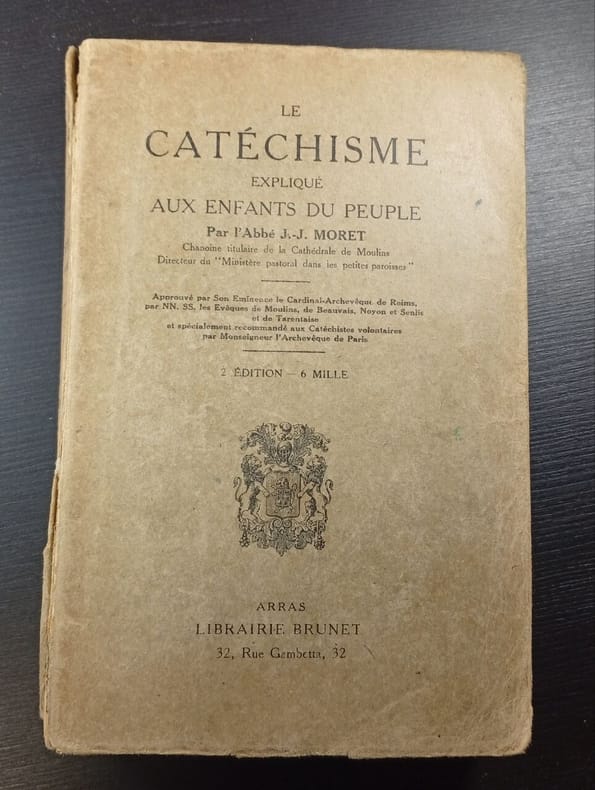 LE
CATÉCHISME
EXPLIQUÉ
AUX ENFANTS DU PEUPLE
Par l'Abbé J.-J. MORET
Chanoine titulaire de la Cathédrale de Moulins
Directeur du "Ministère pastoral dans les petites paroisses"
Approuvé par Son Eminence le Cardinal-Archevêque de Reims,
par NN. SS. les Evêques de Moulins, de Beauvais, Noyon et Senlis
et de Tarentaise
et spécialement recommandé aux Catéchistes volontaires
par Monseigneur l'Archevêque de Paris
2 ÉDITION — 6 MILLE
ARRAS
LIBRAIRIE BRUNET
32, Rue Gambetta, 32